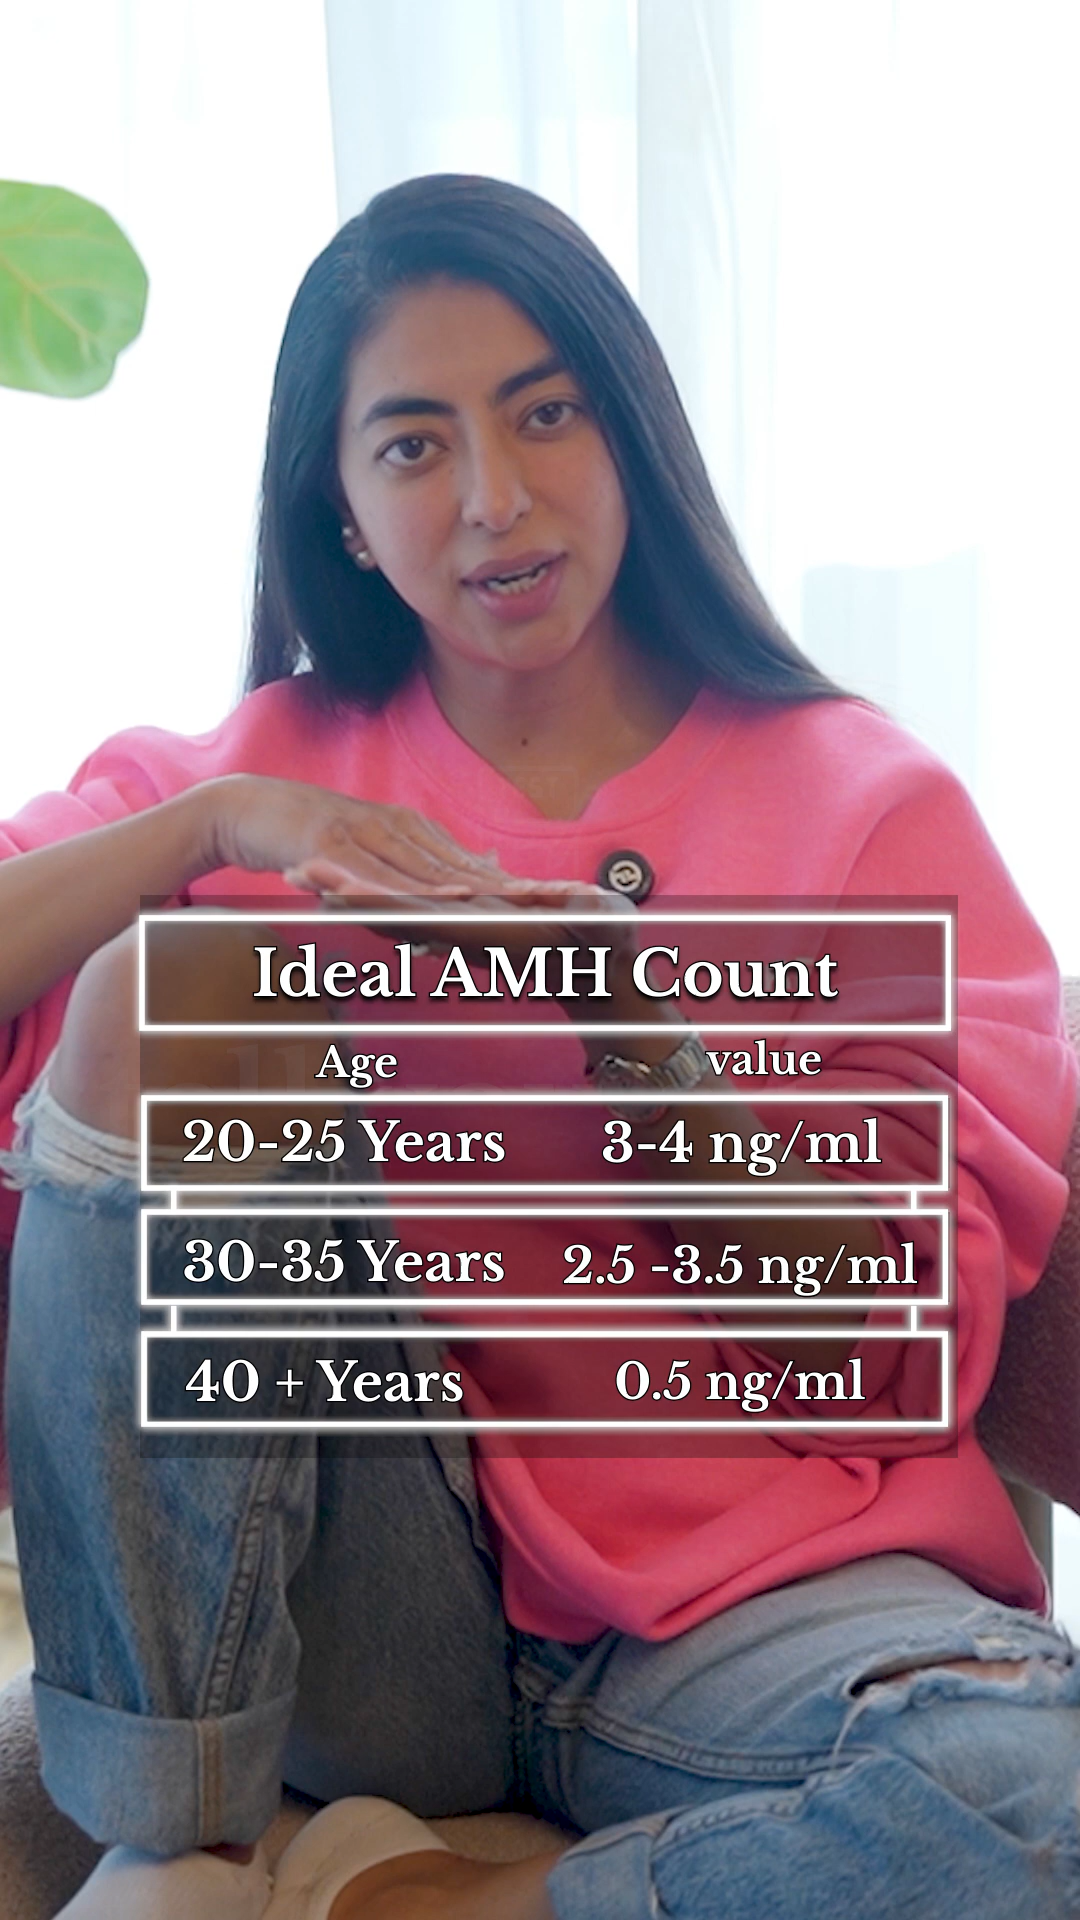 Ideal AMH Count
Age value
20-25 Years 3-4 ng/ml
30-35 Years 2.5 -3.5 ng/ml
40 + Years 0.5 ng/ml